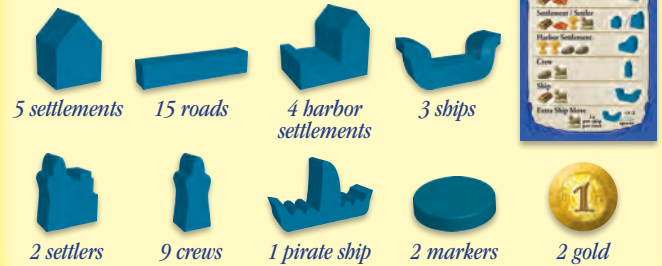 5 settlements
15 roads
4 harbor
settlements
3 ships
Settlement / Settler
Harbor Settlement
Crew
Ship
Extra Ship Move
2 settlers
9 crews
1 pirate ship
2 markers
1
2 gold